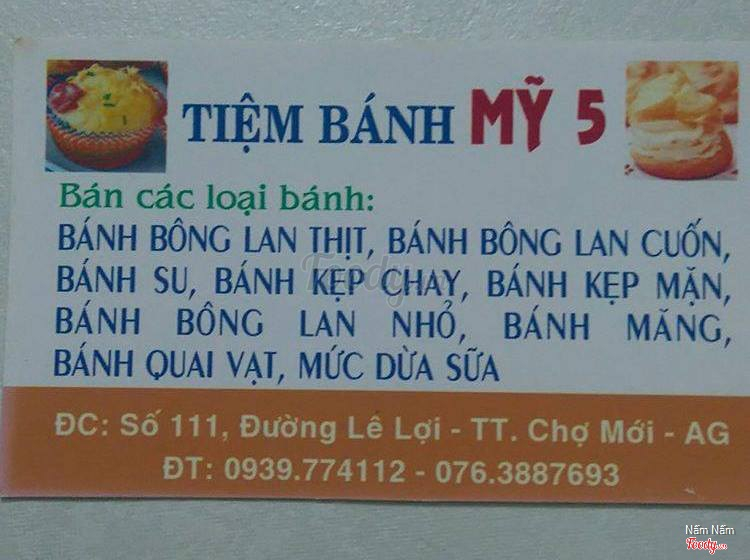 TIỆM BÁNH MỸ 5
Bán các loại bánh:
BÁNH BÔNG LAN THỊT, BÁNH BÔNG LAN CUỐN,
BÁNH SU, BÁNH KẸP CHAY, BÁNH KẸP MẶN,
BÁNH BÔNG LAN NHỎ, BÁNH MĂNG,
BÁNH QUAI VẠT, MỨC DỪA SỮA
Foody.vn
ĐC: Số 111, Đường Lê Lợi - TT. Chợ Mới - AG
ĐT: 0939.774112 - 076.3887693
Nấm Nấm
Foody.vn